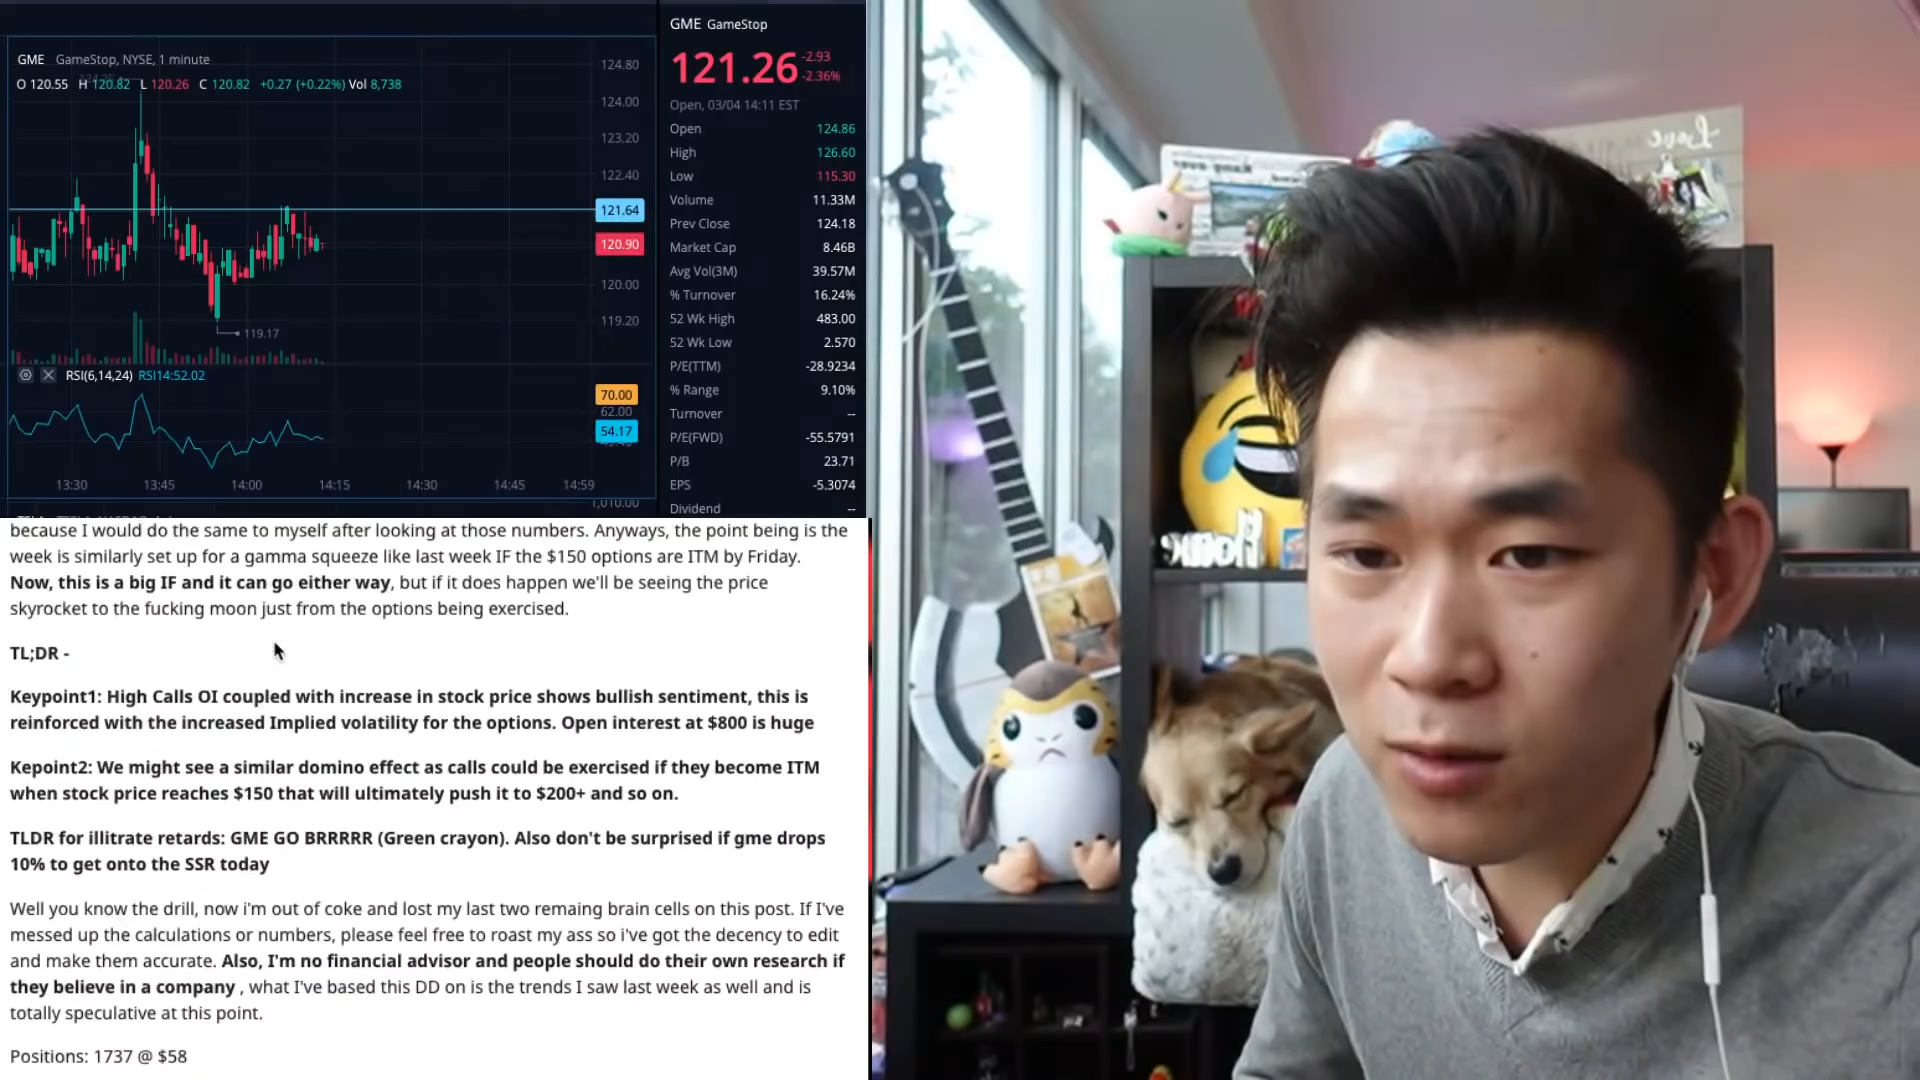 GME GameStop, NYSE, 1 minute
O 120.55 H 120.82 L 120.26 C 120.82 +0.27 (+0.22%) Vol 8,738
124.80
124.00
123.20
122.40
121.64
120.90
120.00
119.20
119.17
RSI(6,14,24) RSI14:52.02
70.00
62.00
54.17
13:30 13:45 14:00 14:15 14:30 14:45 14:59
1,010.00
GME GameStop
121.26 -2.93
-2.36%
Open, 03/04 14:11 EST
Open 124.86
High 126.60
Low 115.30
Volume 11.33M
Prev Close 124.18
Market Cap 8.46B
Avg Vol(3M) 39.57M
% Turnover 16.24%
52 Wk High 483.00
52 Wk Low 2.570
P/E(TTM) -28.9234
% Range 9.10%
Turnover --
P/E(FWD) -55.5791
P/B 23.71
EPS -5.3074
Dividend --
because I would do the same to myself after looking at those numbers. Anyways, the point being is the
week is similarly set up for a gamma squeeze like last week IF the $150 options are ITM by Friday.
Now, this is a big IF and it can go either way, but if it does happen we'll be seeing the price
skyrocket to the fucking moon just from the options being exercised.
TL;DR -
Keypoint1: High Calls OI coupled with increase in stock price shows bullish sentiment, this is
reinforced with the increased Implied volatility for the options. Open interest at $800 is huge
Kepoint2: We might see a similar domino effect as calls could be exercised if they become ITM
when stock price reaches $150 that will ultimately push it to $200+ and so on.
TLDR for illitrate retards: GME GO BRRRRR (Green crayon). Also don't be surprised if gme drops
10% to get onto the SSR today
Well you know the drill, now i'm out of coke and lost my last two remaing brain cells on this post. If I've
messed up the calculations or numbers, please feel free to roast my ass so i've got the decency to edit
and make them accurate. Also, I'm no financial advisor and people should do their own research if
they believe in a company , what I've based this DD on is the trends I saw last week as well and is
totally speculative at this point.
Positions: 1737 @ $58